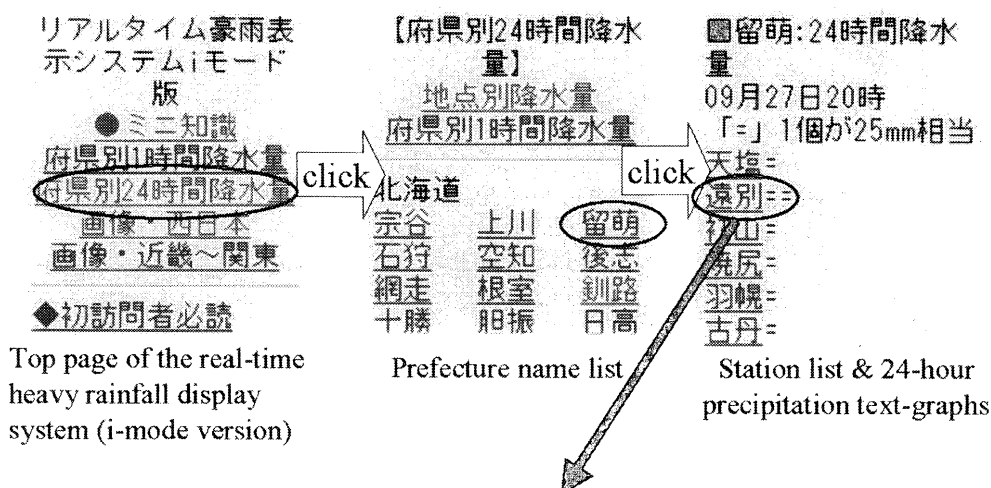 リアルタイム豪雨表
示システムiモード
版
●ミニ知識
府県別1時間降水量
府県別24時間降水量
画像・西日本
画像・近畿～関東
◆初訪問者必読
Top page of the real-time
heavy rainfall display
system (i-mode version)
click
【府県別24時間降水
量】
地点別降水量
府県別1時間降水量
北海道
宗谷 上川 留萌
石狩 空知 後志
網走 根室 釧路
十勝 胆振 日高
Prefecture name list
click
留萌:24時間降水
量
09月27日20時
「=」1個が25mm相当
天塩=
遠別==
初山=
焼尻=
羽幌=
古丹=
Station list & 24-hour
precipitation text-graphs